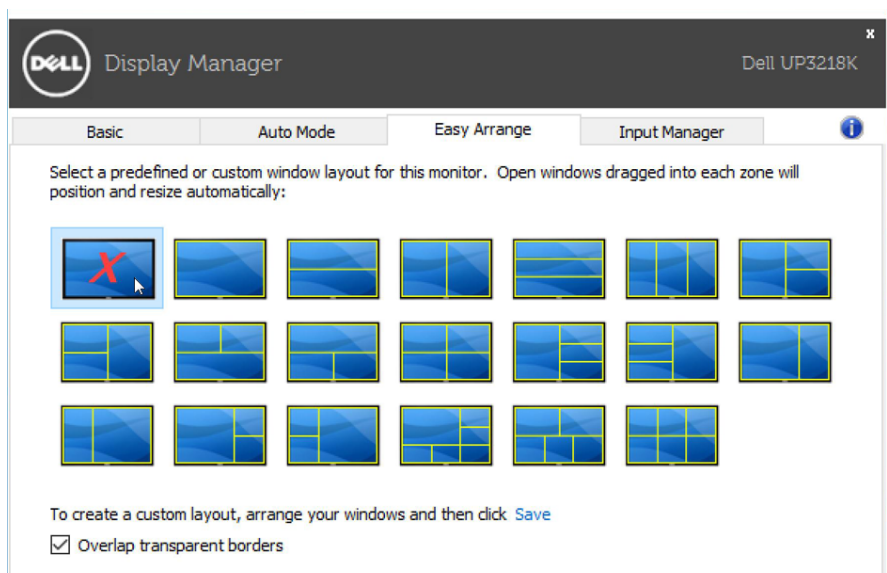 x
DELL Display Manager Dell UP3218K
Basic Auto Mode Easy Arrange Input Manager i
Select a predefined or custom window layout for this monitor. Open windows dragged into each zone will
position and resize automatically:
X
To create a custom layout, arrange your windows and then click Save
Overlap transparent borders